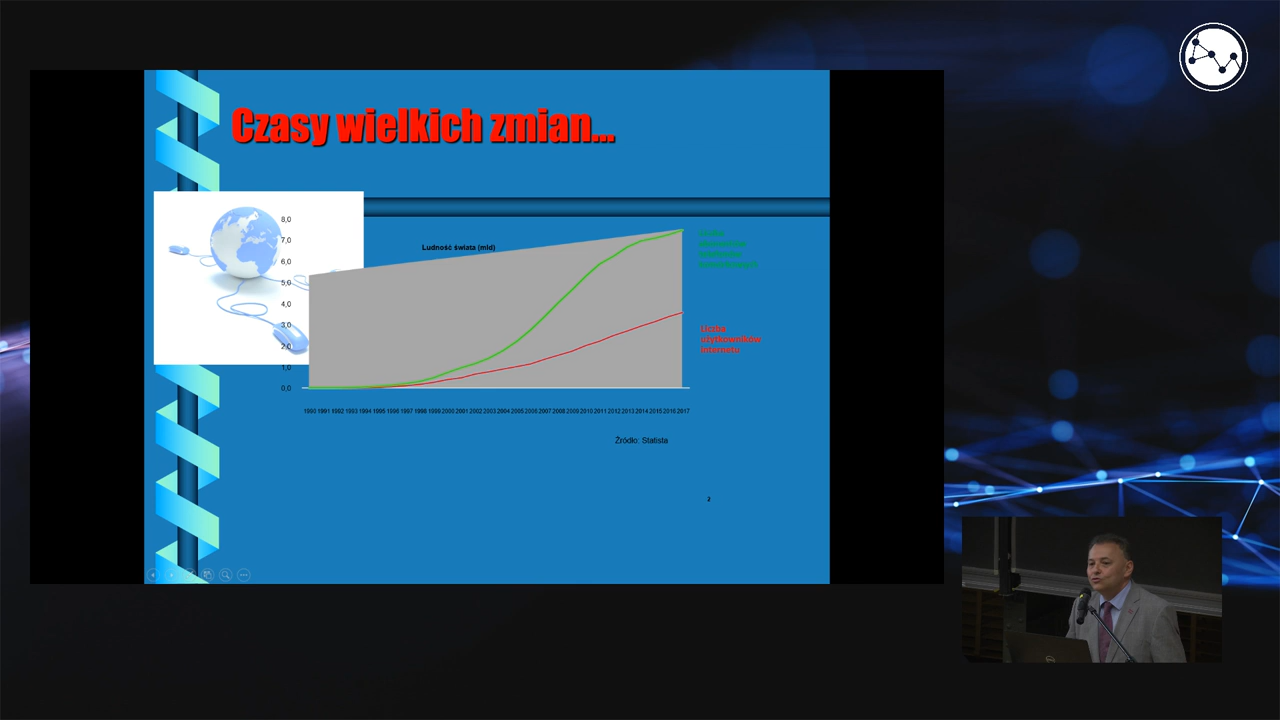 Czasy wielkich zmian...
8,0
7,0
6,0
5,0
4,0
3,0
2,0
1,0
0,0
Ludność świata (mld)
Liczba
użytkowników
internetu
1990 1991 1992 1993 1994 1995 1996 1997 1998 1999 2000 2001 2002 2003 2004 2005 2006 2007 2008 2009 2010 2011 2012 2013 2014 2015 2016 2017
Źródło: Statista
2